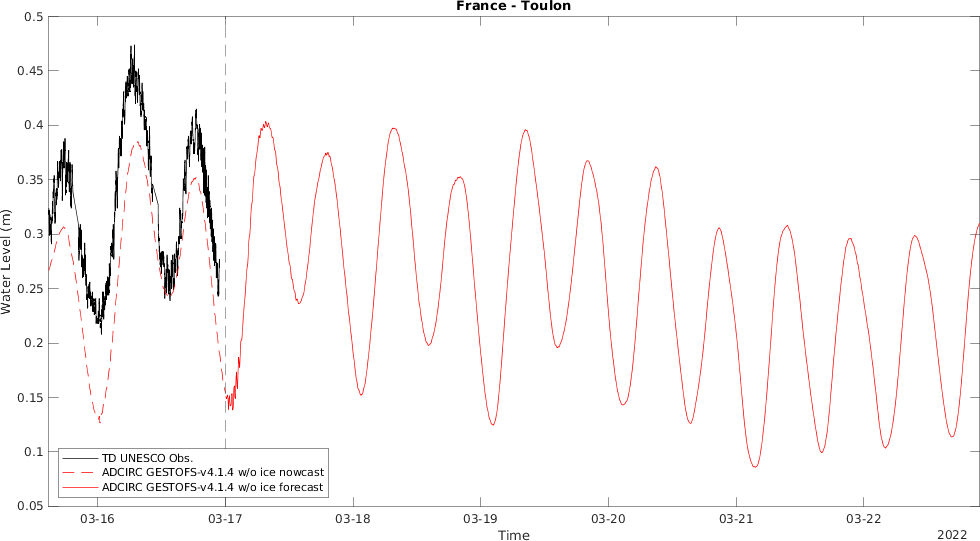 France - Toulon
0.5
0.45
0.4
0.35
0.3
0.25
0.2
0.15
0.1
0.05
Water Level (m)
TD UNESCO Obs.
ADCIRC GESTOFS-v4.1.4 w/o ice nowcast
ADCIRC GESTOFS-v4.1.4 w/o ice forecast
03-16 03-17 03-18 03-19 03-20 03-21 03-22
Time
2022